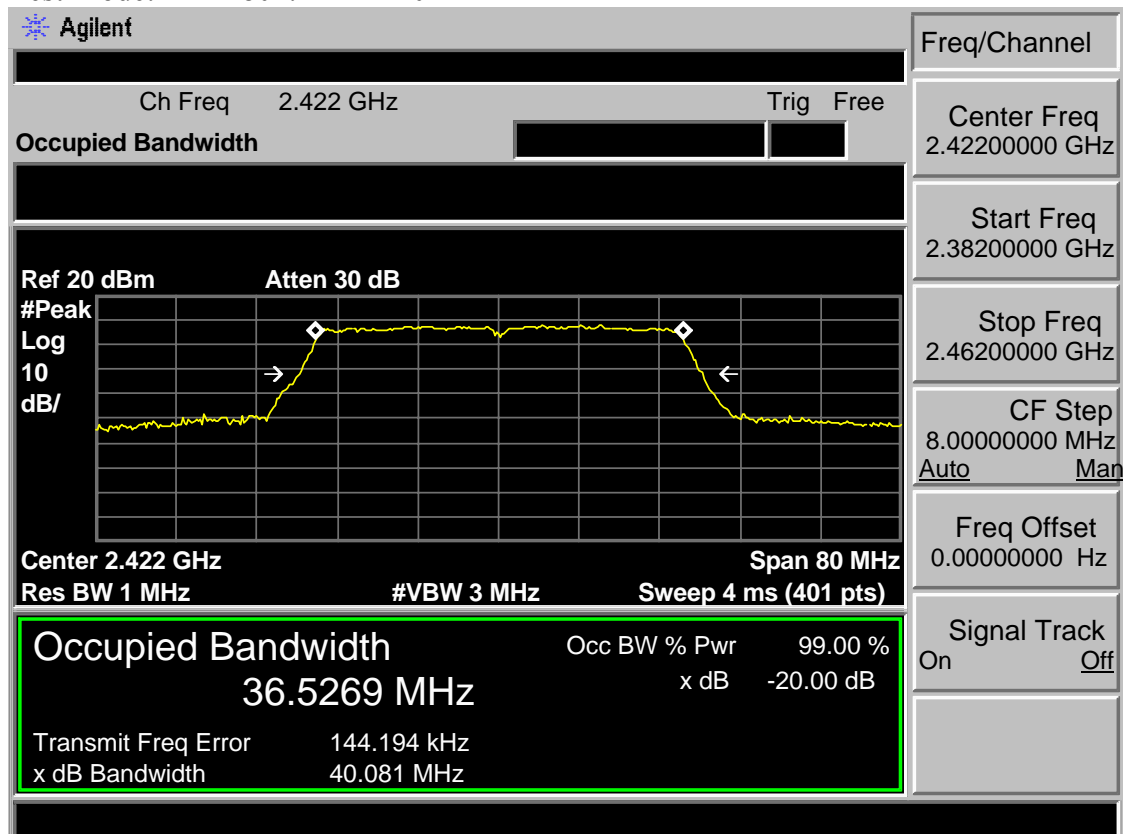 Agilent
Freq/Channel
Ch Freq 2.422 GHz Trig Free
Occupied Bandwidth
Center Freq
2.42200000 GHz
Start Freq
2.38200000 GHz
Stop Freq
2.46200000 GHz
CF Step
8.00000000 MHz
Auto Man
Freq Offset
0.00000000 Hz
Signal Track
On Off
Ref 20 dBm Atten 30 dB
#Peak
Log
10
dB/
Center 2.422 GHz Span 80 MHz
Res BW 1 MHz #VBW 3 MHz Sweep 4 ms (401 pts)
Occupied Bandwidth Occ BW % Pwr 99.00 %
36.5269 MHz x dB -20.00 dB
Transmit Freq Error 144.194 kHz
x dB Bandwidth 40.081 MHz